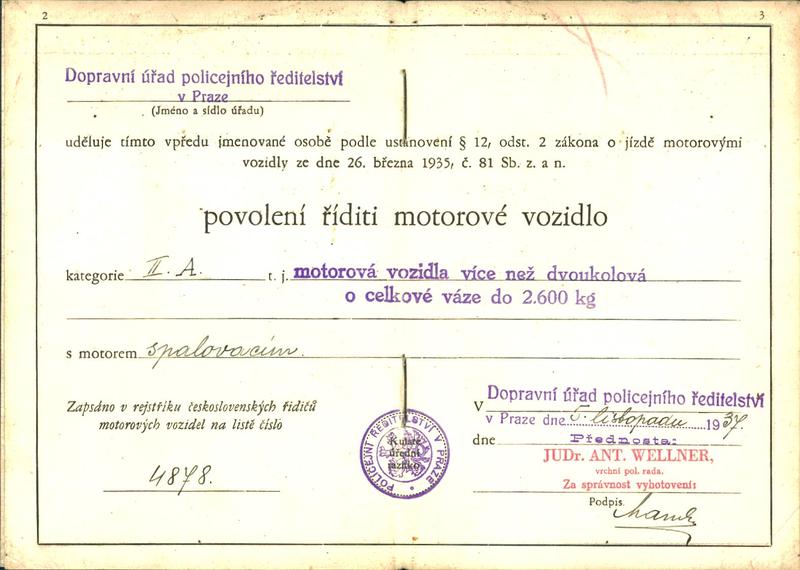 2
3
Dopravní úřad policejního ředitelství
v Praze
(Jméno a sídlo úřadu)
uděluje tímto vpředu jmenované osobě podle ustanovení § 12, odst. 2 zákona o jízdě motorovými
vozidly ze dne 26. března 1935, č. 81 Sb. z. a n.
povolení říditi motorové vozidlo
kategorie II. A. t. j. motorová vozidla více než dvoukolová
o celkové váze do 2.600 kg
s motorem spalovacím.
Zapsáno v rejstříku československých řidičů
motorových vozidel na listě číslo
4878.
POLICEJNÍ ŘEDITELSTVÍ V PRAZE
Kulaté
úřední
razítko
V Dopravní úřad policejního ředitelství
v Praze dne 5. listopadu 1937
dne Přednosta:
JUDr. ANT. WELLNER,
vrchní pol. rada.
Za správnost vyhotovení:
Podpis